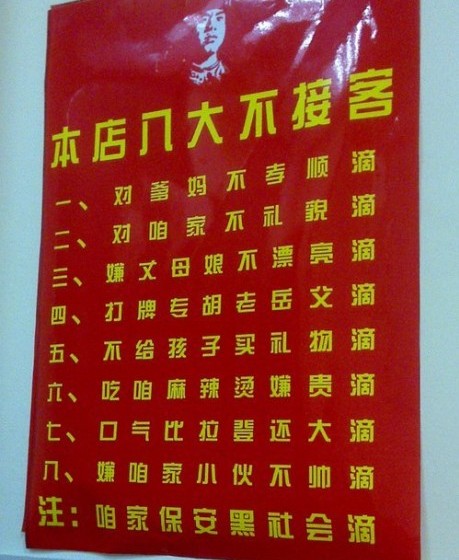 本店八大不接客
一、对爹妈不孝顺滴
二、对咱家不礼貌滴
三、嫌丈母娘不漂亮滴
四、打牌专胡老岳父滴
五、不给孩子买礼物滴
六、吃咱麻辣烫嫌贵滴
七、口气比拉登还大滴
八、嫌咱家小伙不帅滴
注：咱家保安黑社会滴